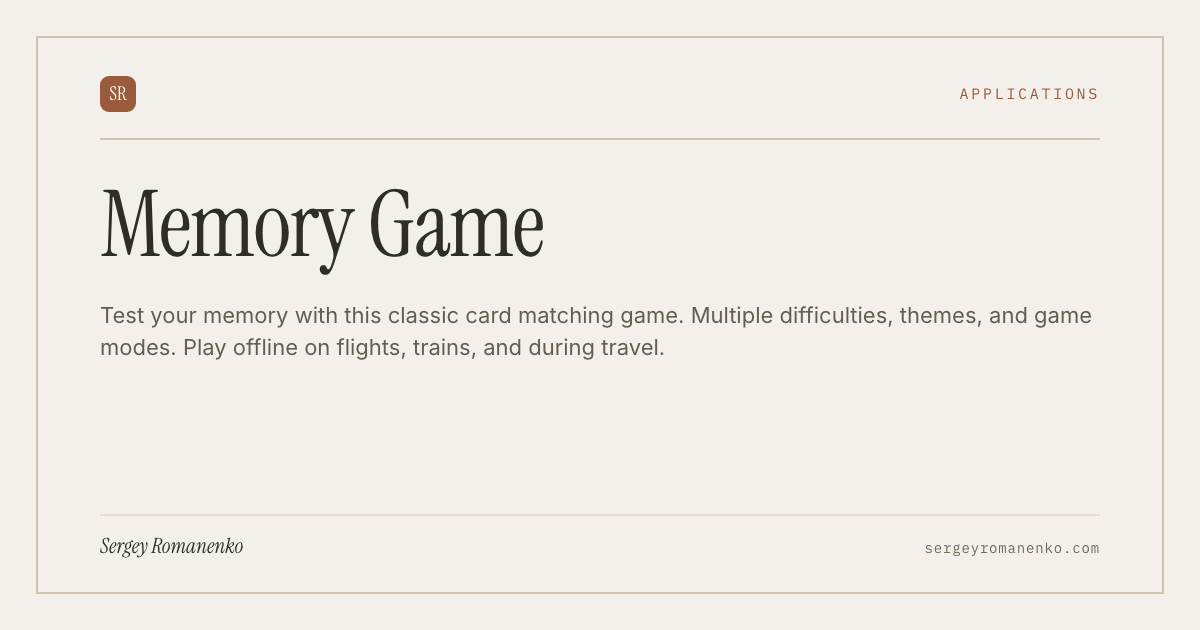 SR
APPLICATIONS
Memory Game
Test your memory with this classic card matching game. Multiple difficulties, themes, and game
modes. Play offline on flights, trains, and during travel.
Sergey Romanenko
sergeyromanenko.com